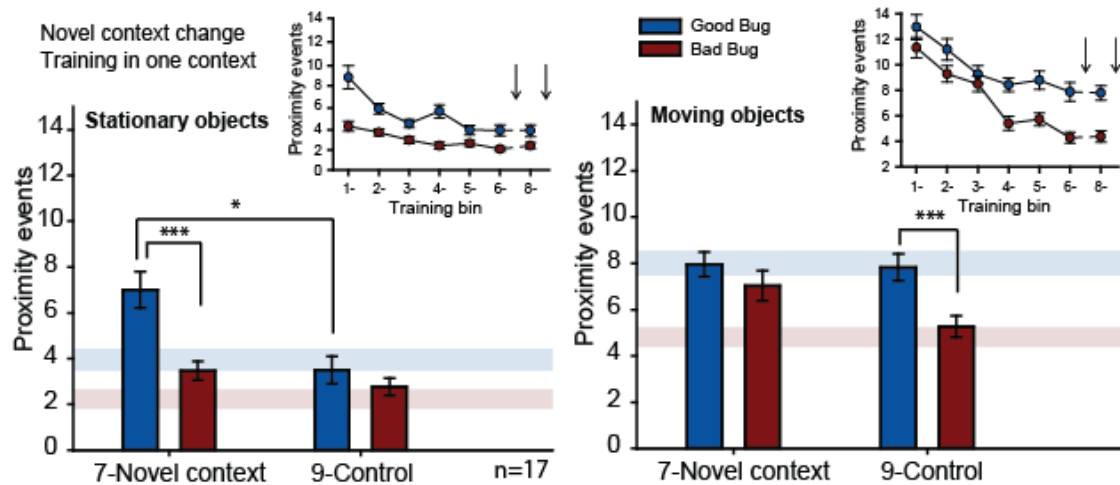 Novel context change
Training in one context
Proximity events
14
12
10
8
6
4
2
0
Stationary objects
*
***
7-Novel context
9-Control
n=17
Proximity events
10
8
6
4
2
0
1-
2-
3-
4-
5-
6-
8-
Training bin
Good Bug
Bad Bug
Proximity events
14
12
10
8
6
4
2
0
Moving objects
***
7-Novel context
9-Control
Proximity events
14
12
10
8
6
4
2
1-
2-
3-
4-
5-
6-
8-
Training bin